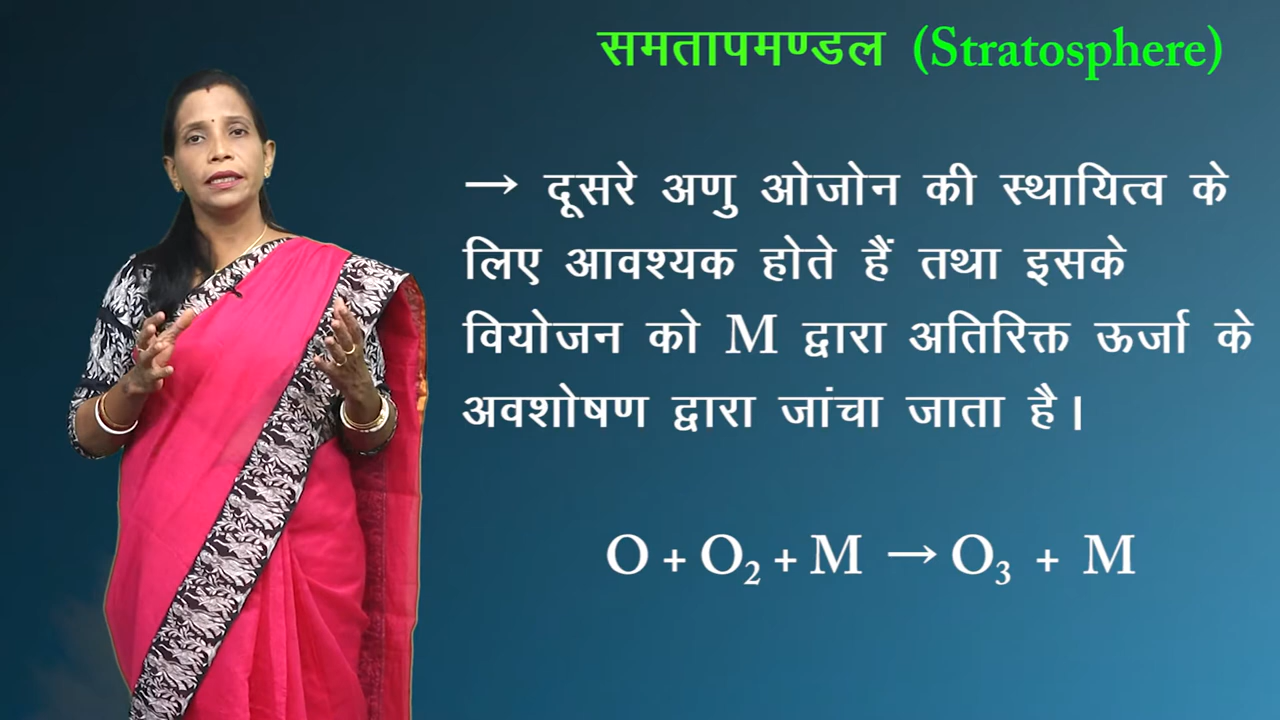 समतापमण्डल (Stratosphere)
→ दूसरे अणु ओजोन की स्थायित्व के
लिए आवश्यक होते हैं तथा इसके
वियोजन को M द्वारा अतिरिक्त ऊर्जा के
अवशोषण द्वारा जांचा जाता है।
O + O₂ + M → O₃ + M